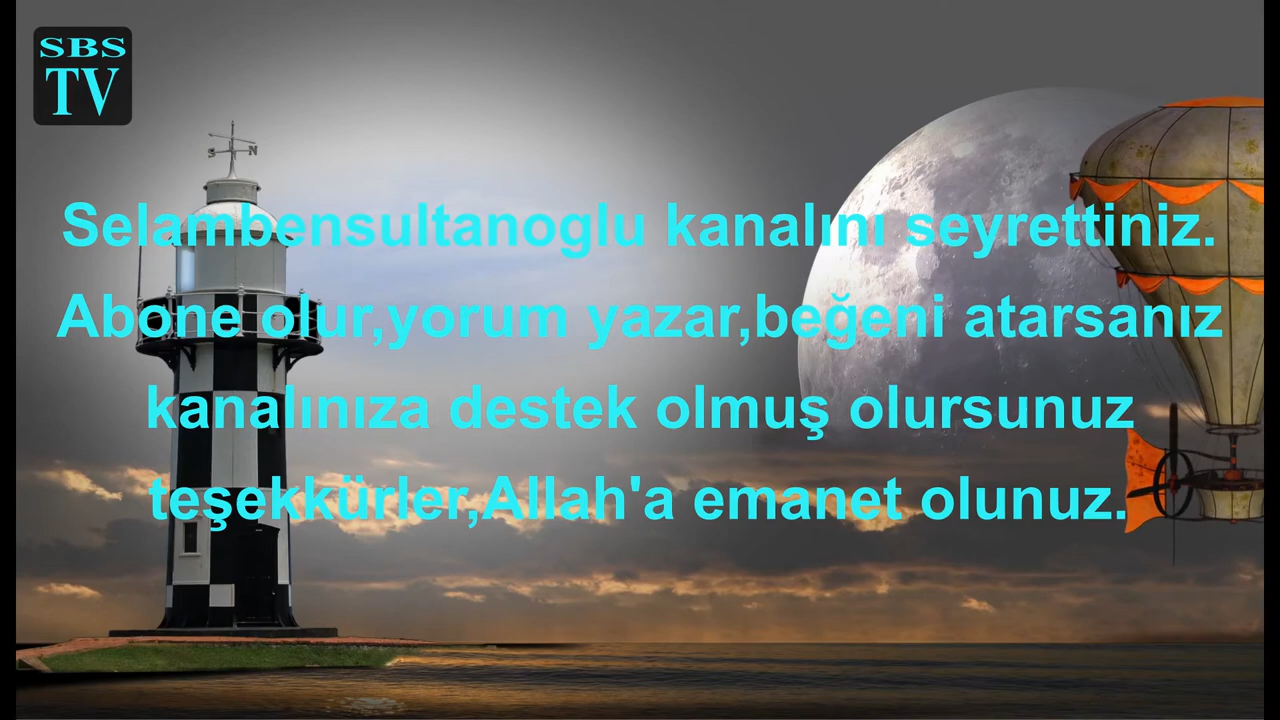 SBS
TV
S N
Selambensultanoglu kanalını seyrettiniz.
Abone olur,yorum yazar,beğeni atarsanız
kanalınıza destek olmuş olursunuz
teşekkürler,Allah'a emanet olunuz.